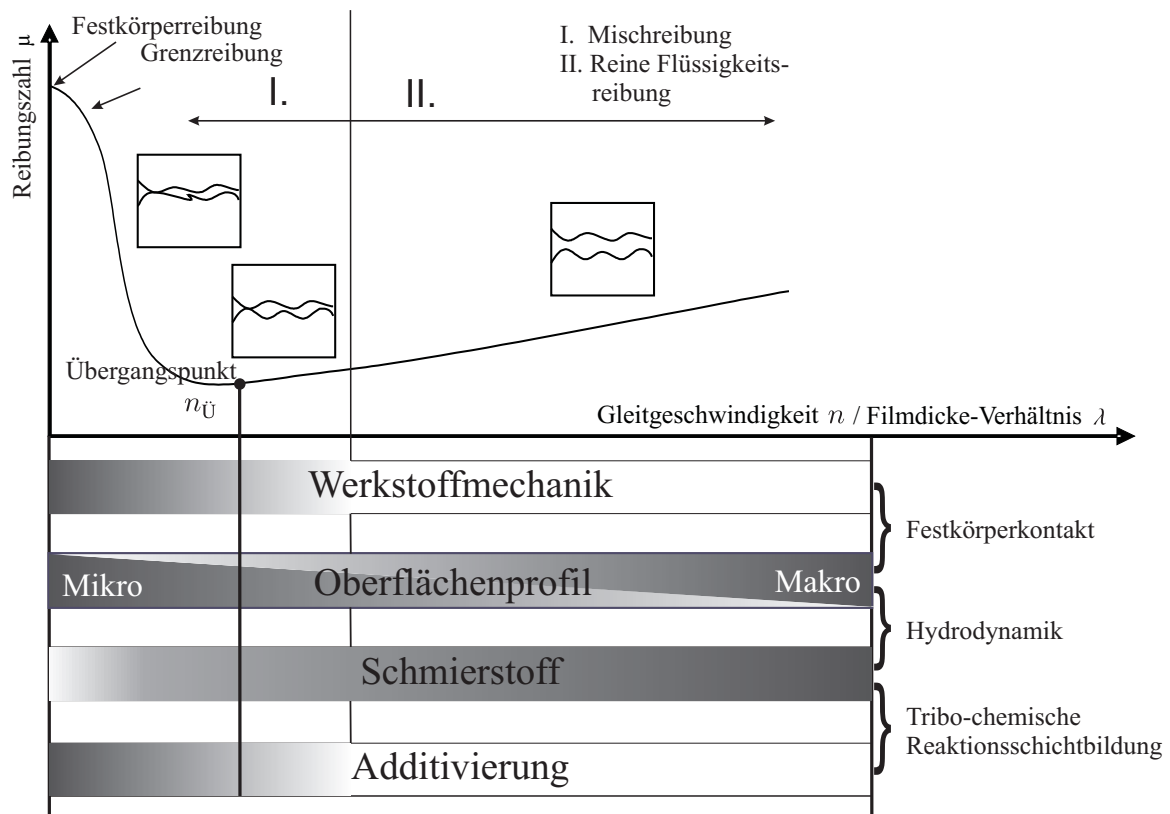 Festkörperreibung
Grenzreibung
Reibungszahl μ
I.
II.
I. Mischreibung
II. Reine Flüssigkeits-
reibung
Übergangspunkt
nÜ
Gleitgeschwindigkeit n / Filmdicke-Verhältnis λ
Werkstoffmechanik
Festkörperkontakt
Mikro
Oberflächenprofil
Makro
Hydrodynamik
Schmierstoff
Tribo-chemische
Reaktionsschichtbildung
Additivierung